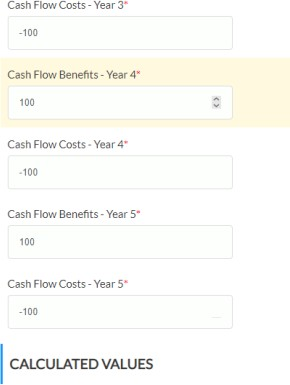 Cash Flow Costs - Year 3*
-100
Cash Flow Benefits - Year 4*
100
Cash Flow Costs - Year 4*
-100
Cash Flow Benefits - Year 5*
100
Cash Flow Costs - Year 5*
-100
CALCULATED VALUES